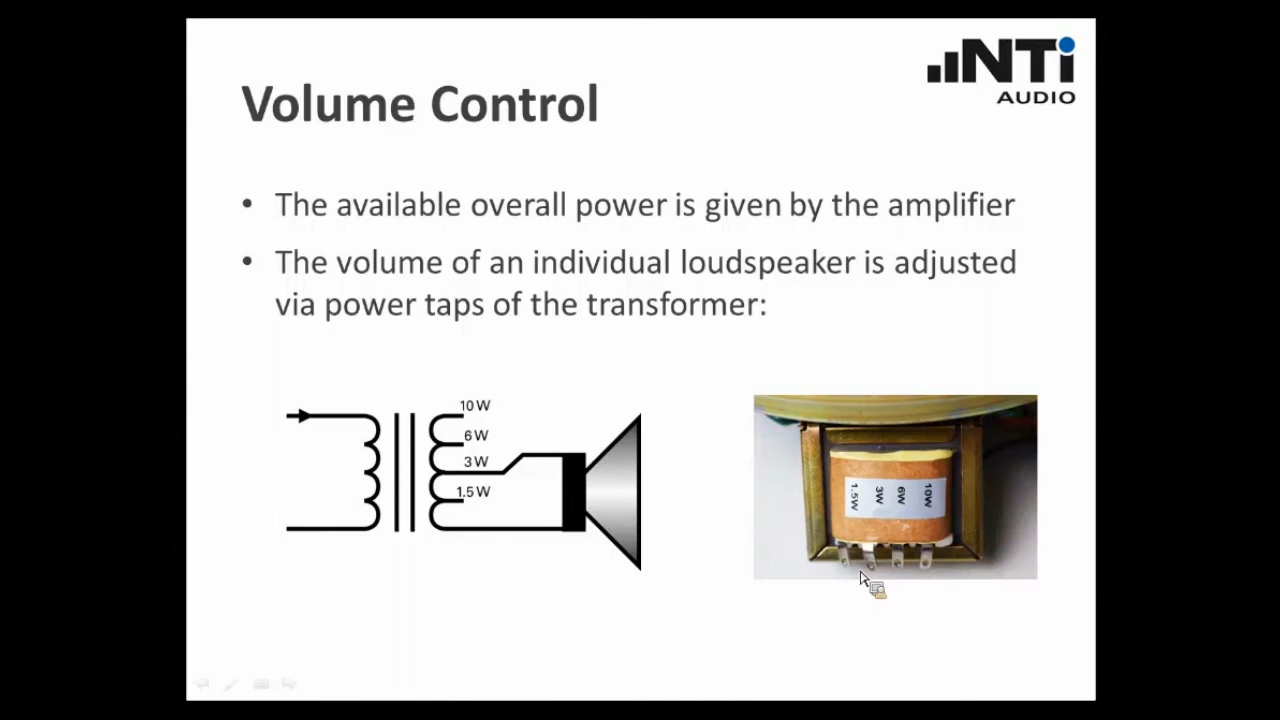 NTi
AUDIO
Volume Control
• The available overall power is given by the amplifier
• The volume of an individual loudspeaker is adjusted
via power taps of the transformer:
10 W
6 W
3 W
1.5 W
1.5W
3W
6W
10W